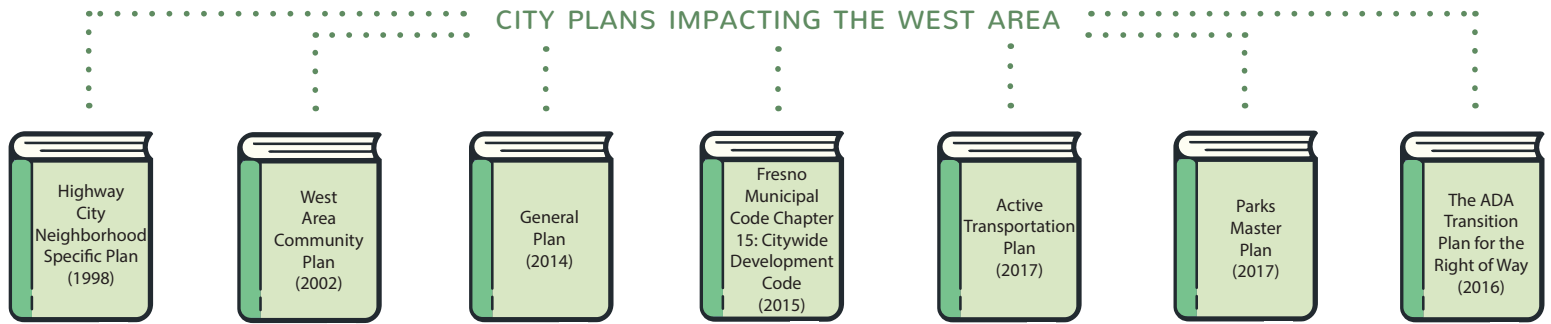 CITY PLANS IMPACTING THE WEST AREA
Highway
City
Neighborhood
Specific Plan
(1998)
West
Area
Community
Plan
(2002)
General
Plan
(2014)
Fresno
Municipal
Code Chapter
15: Citywide
Development
Code
(2015)
Active
Transportation
Plan
(2017)
Parks
Master
Plan
(2017)
The ADA
Transition
Plan for the
Right of Way
(2016)